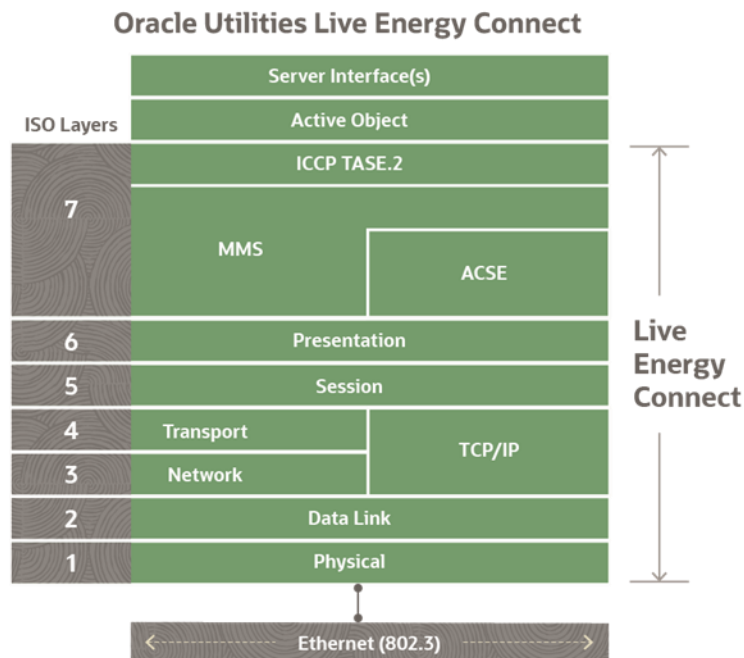 Oracle Utilities Live Energy Connect
Server Interface(s)
ISO Layers
Active Object
ICCP TASE.2
7
MMS
ACSE
6
Presentation
5
Session
4
Transport
TCP/IP
3
Network
2
Data Link
1
Physical
Live
Energy
Connect
Ethernet (802.3)